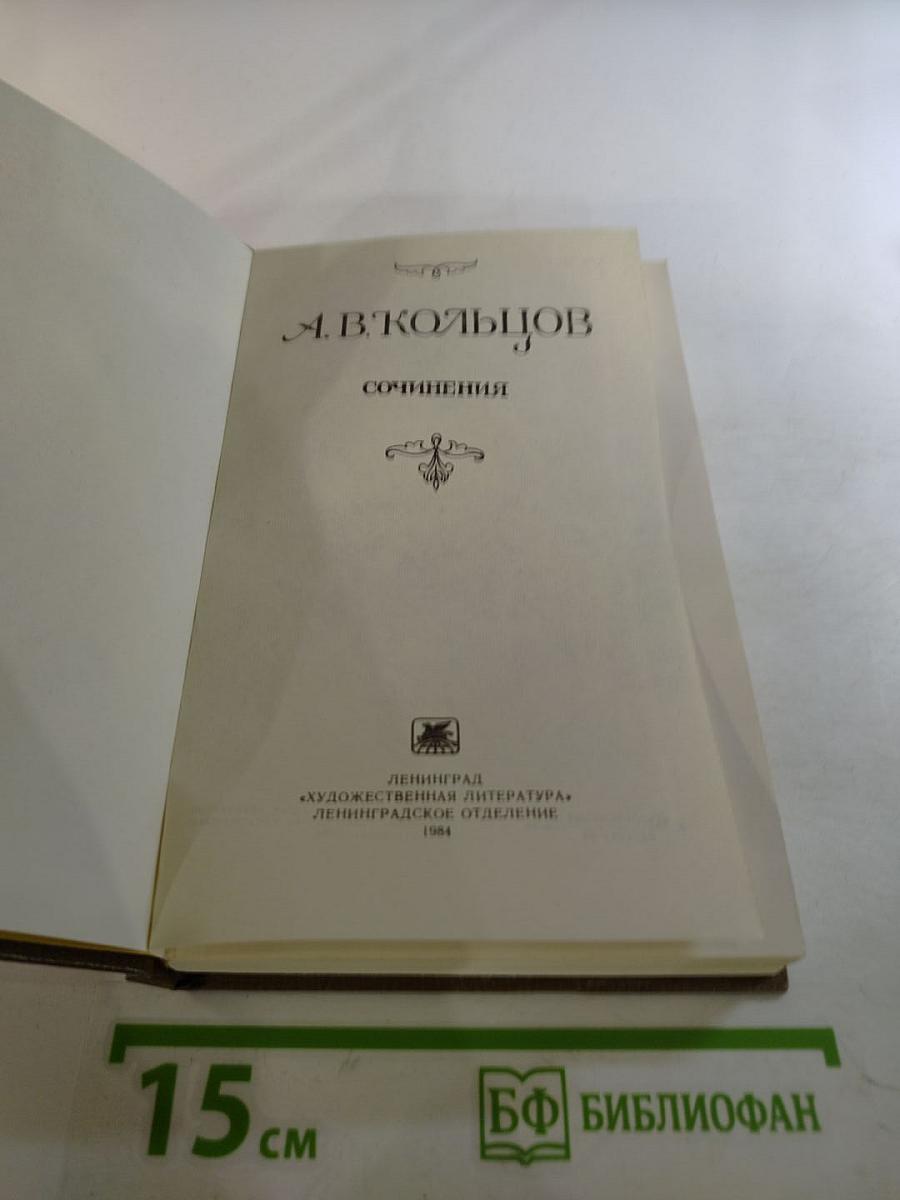 А. В. КОЛЬЦОВ
СОЧИНЕНИЯ
ЛЕНИНГРАД
«ХУДОЖЕСТВЕННАЯ ЛИТЕРАТУРА»
ЛЕНИНГРАДСКОЕ ОТДЕЛЕНИЕ
1984
15 см
БФ БИБЛИОФАН